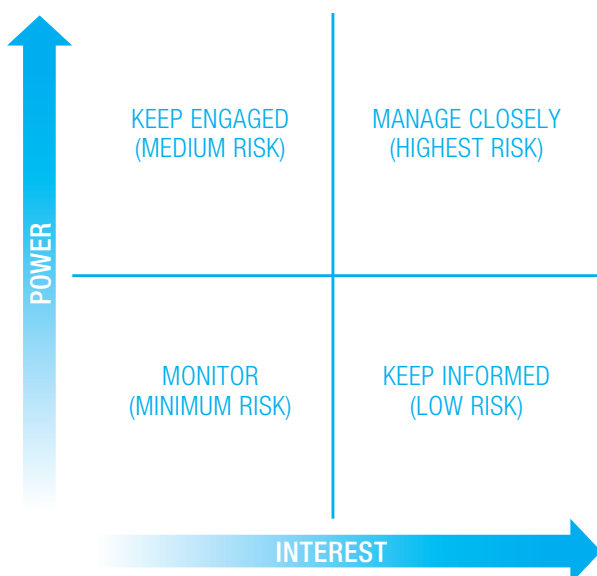 KEEP ENGAGED
(MEDIUM RISK)
MANAGE CLOSELY
(HIGHEST RISK)
POWER
MONITOR
(MINIMUM RISK)
KEEP INFORMED
(LOW RISK)
INTEREST